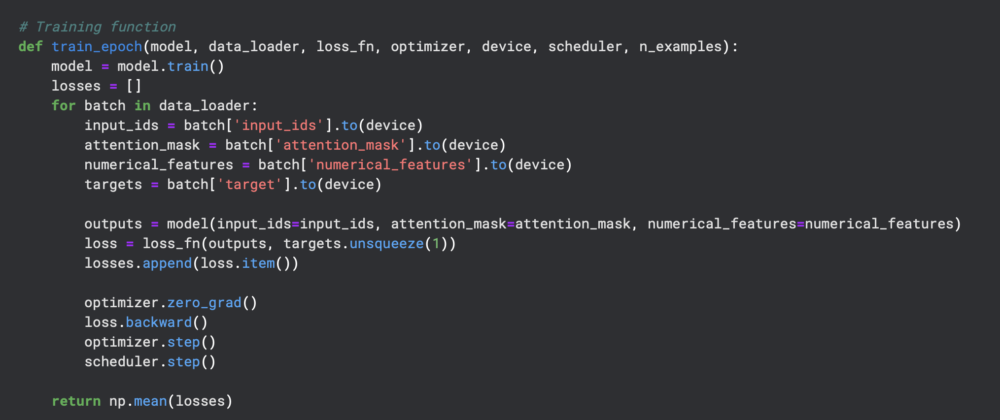 # Training function
def train_epoch(model, data_loader, loss_fn, optimizer, device, scheduler, n_examples):
    model = model.train()
    losses = []
    for batch in data_loader:
        input_ids = batch['input_ids'].to(device)
        attention_mask = batch['attention_mask'].to(device)
        numerical_features = batch['numerical_features'].to(device)
        targets = batch['target'].to(device)

        outputs = model(input_ids=input_ids, attention_mask=attention_mask, numerical_features=numerical_features)
        loss = loss_fn(outputs, targets.unsqueeze(1))
        losses.append(loss.item())

        optimizer.zero_grad()
        loss.backward()
        optimizer.step()
        scheduler.step()

    return np.mean(losses)